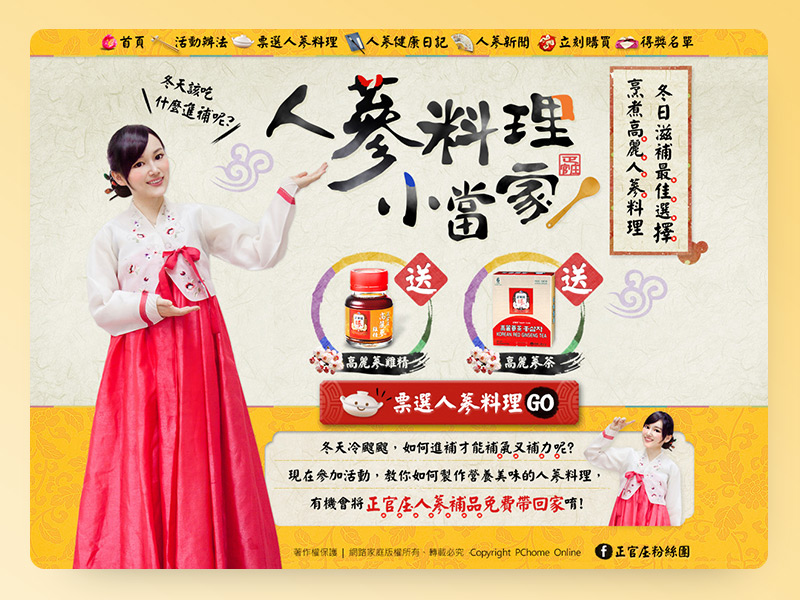 首頁 活動辦法 票選人蔘料理 人蔘健康日記 人蔘新聞 立刻購買 得獎名單
冬天該吃
什麼進補呢?
人蔘料理
小當家
冬日滋補最佳選擇
烹煮高麗人蔘料理
送
送
高麗蔘雞精
高麗蔘茶
KOREAN RED GINSENG TEA
票選人蔘料理 GO
冬天冷颼颼,如何進補才能補氣又補力呢?
現在參加活動,教你如何製作營養美味的人蔘料理,
有機會將正官庄人蔘補品免費帶回家唷!
著作權保護 | 網路家庭版權所有、轉載必究 ‧Copyright PChome Online
正官庄粉絲團